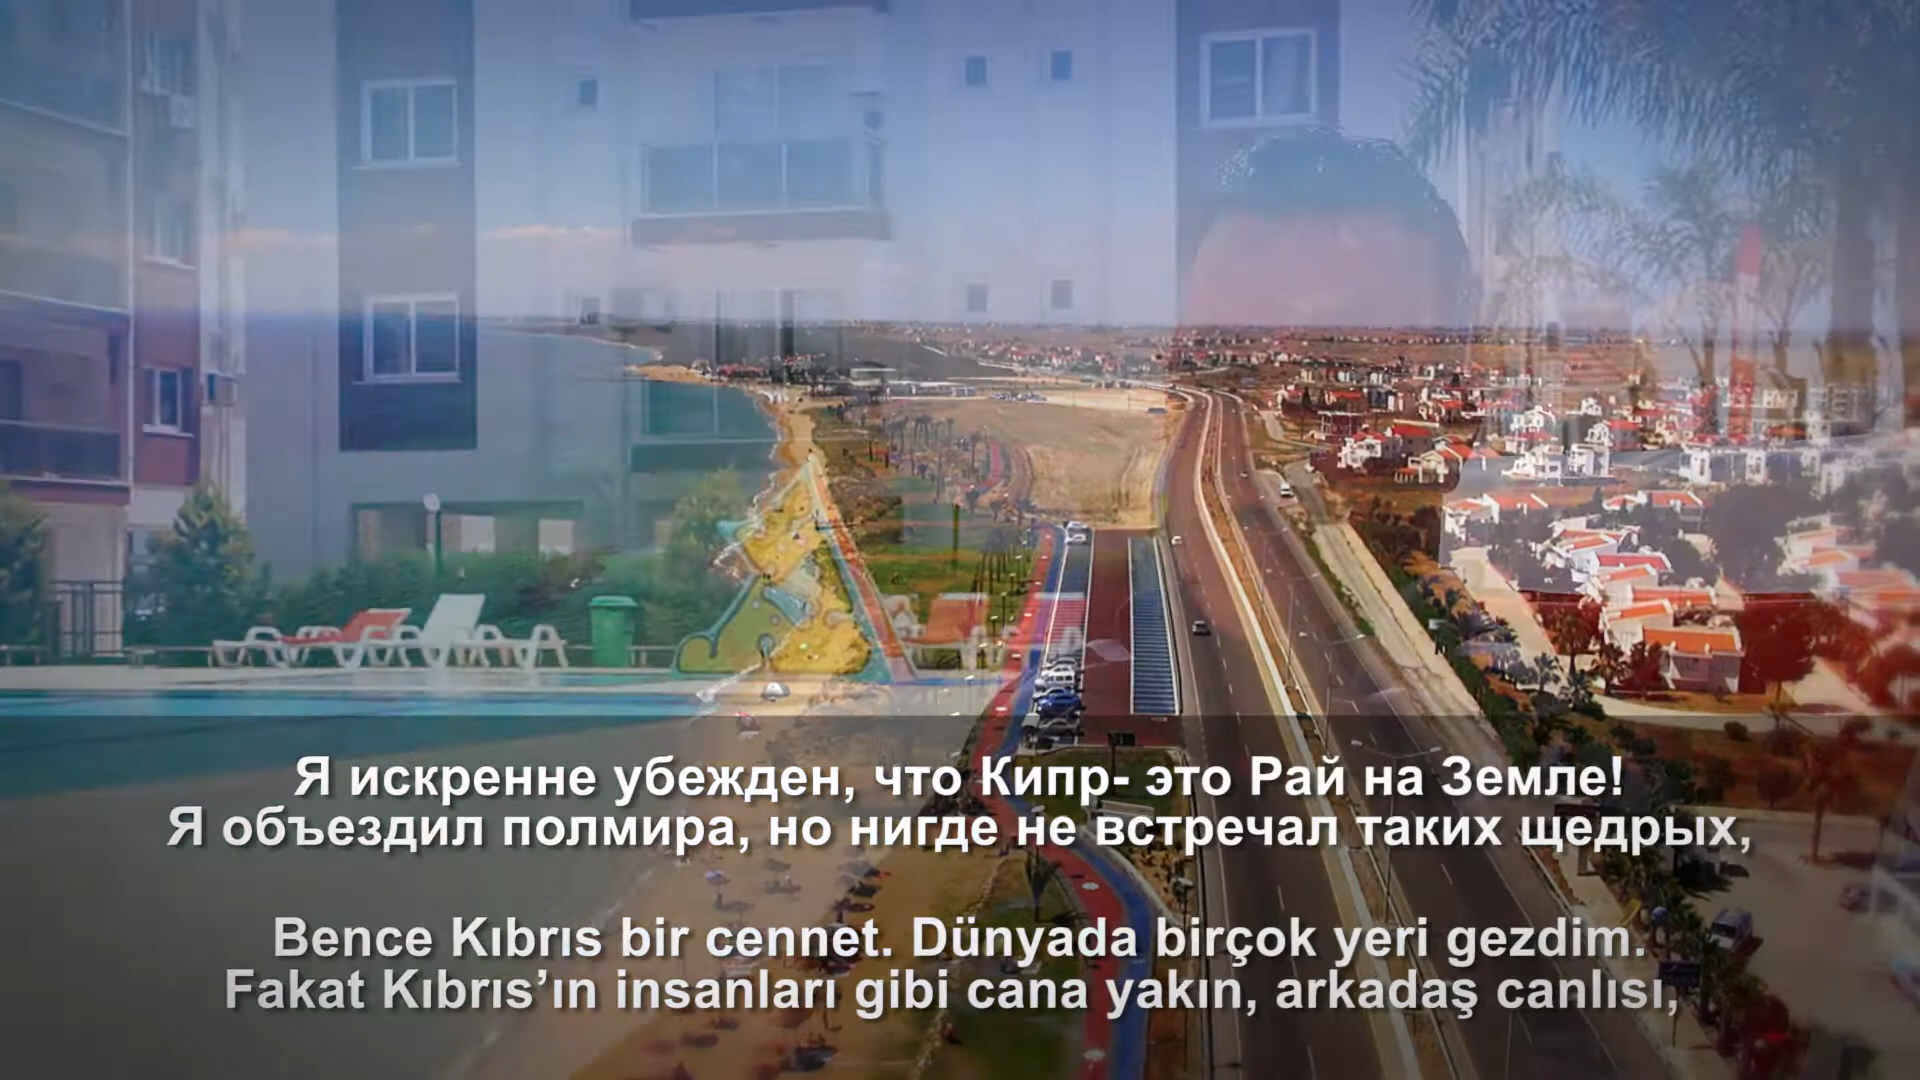 Я искренне убежден, что Кипр- это Рай на Земле!
Я объездил полмира, но нигде не встречал таких щедрых,
Bence Kıbrıs bir cennet. Dünyada birçok yeri gezdim.
Fakat Kıbrıs’ın insanları gibi cana yakın, arkadaş canlısı,